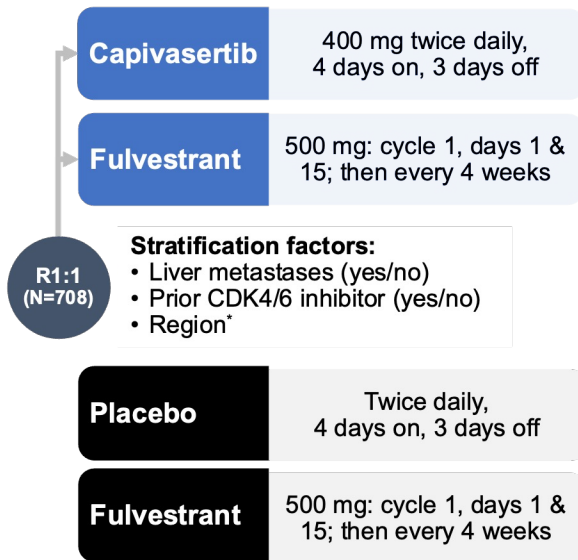 Capivasertib
400 mg twice daily,
4 days on, 3 days off
Fulvestrant
500 mg: cycle 1, days 1 &
15; then every 4 weeks
R1:1
(N=708)
Stratification factors:
• Liver metastases (yes/no)
• Prior CDK4/6 inhibitor (yes/no)
• Region*
Placebo
Twice daily,
4 days on, 3 days off
Fulvestrant
500 mg: cycle 1, days 1 &
15; then every 4 weeks